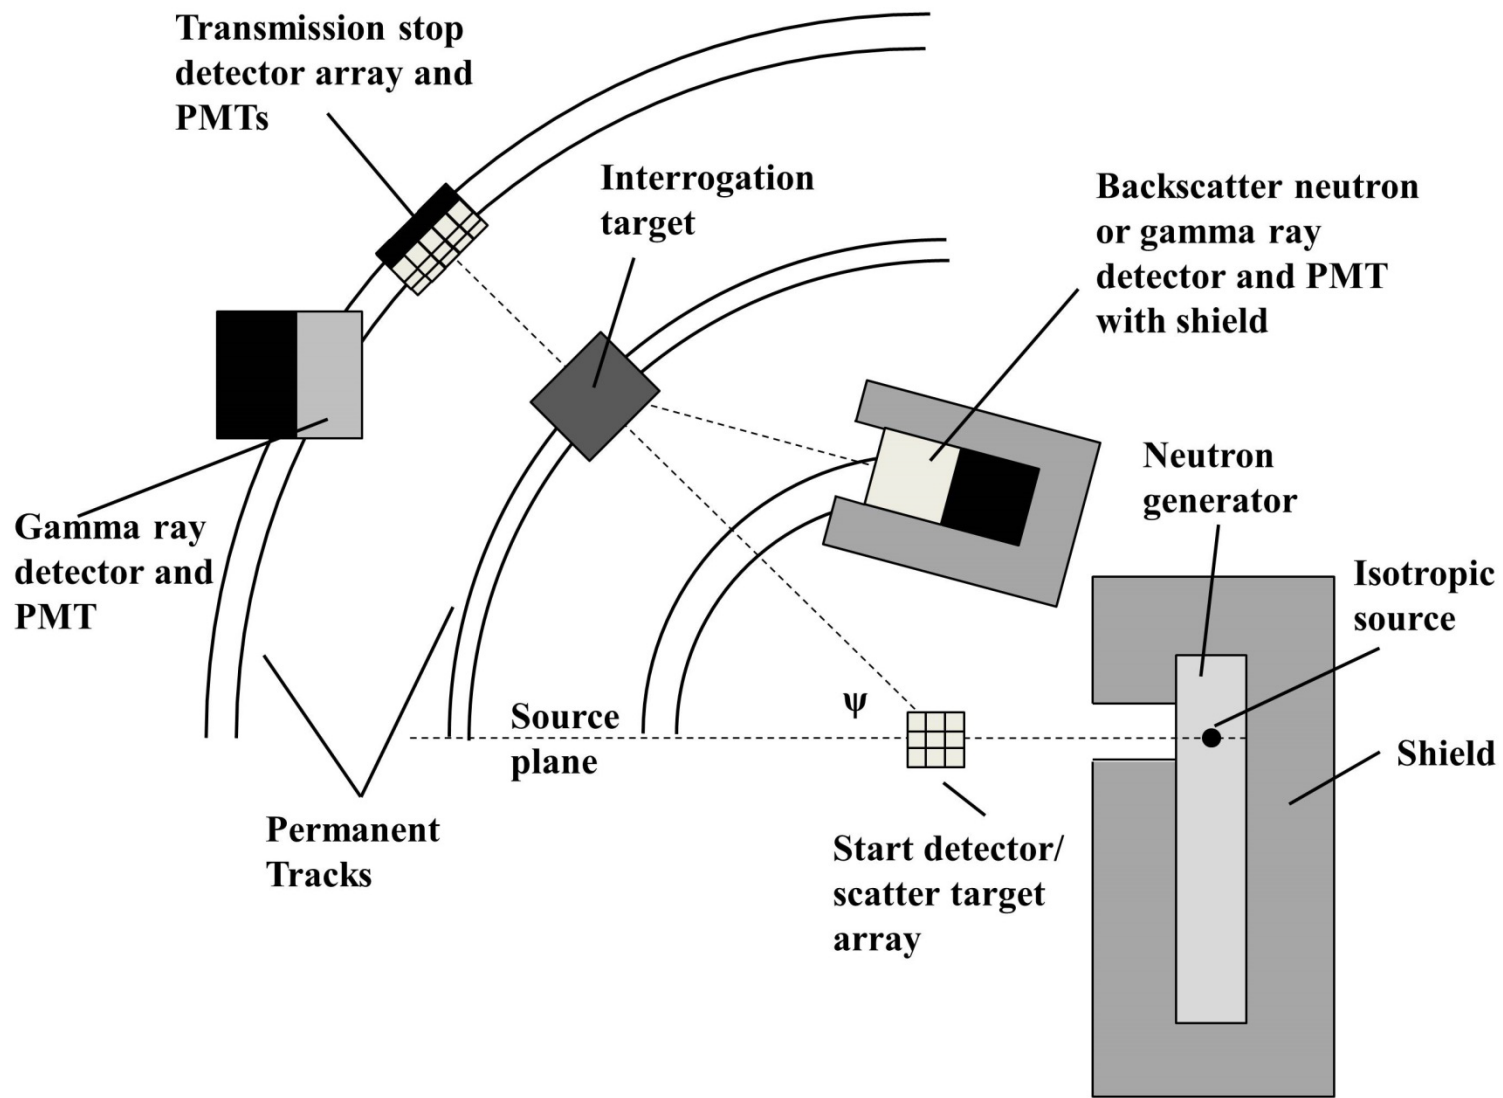 Transmission stop
detector array and
PMTs
Interrogation
target
Backscatter neutron
or gamma ray
detector and PMT
with shield
Neutron
generator
Gamma ray
detector and
PMT
Isotropic
source
ψ
Source
plane
Shield
Permanent
Tracks
Start detector/
scatter target
array